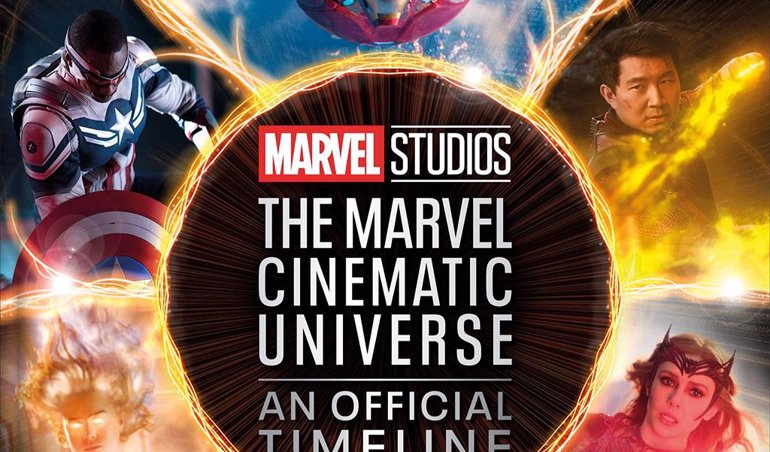 MARVEL STUDIOS
THE MARVEL
CINEMATIC
UNIVERSE
AN OFFICIAL
TIMELINE